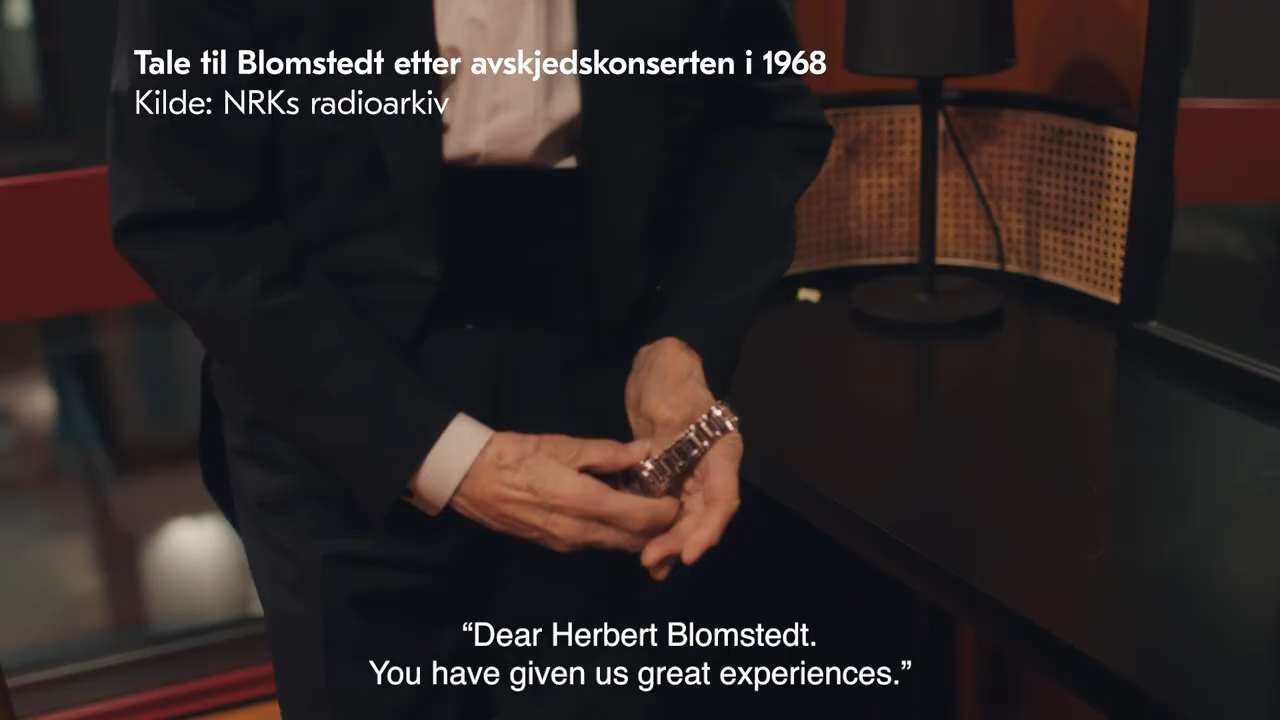 Tale til Blomstedt etter avskjedskonserten i 1968
Kilde: NRKs radioarkiv
“Dear Herbert Blomstedt.
You have given us great experiences.”